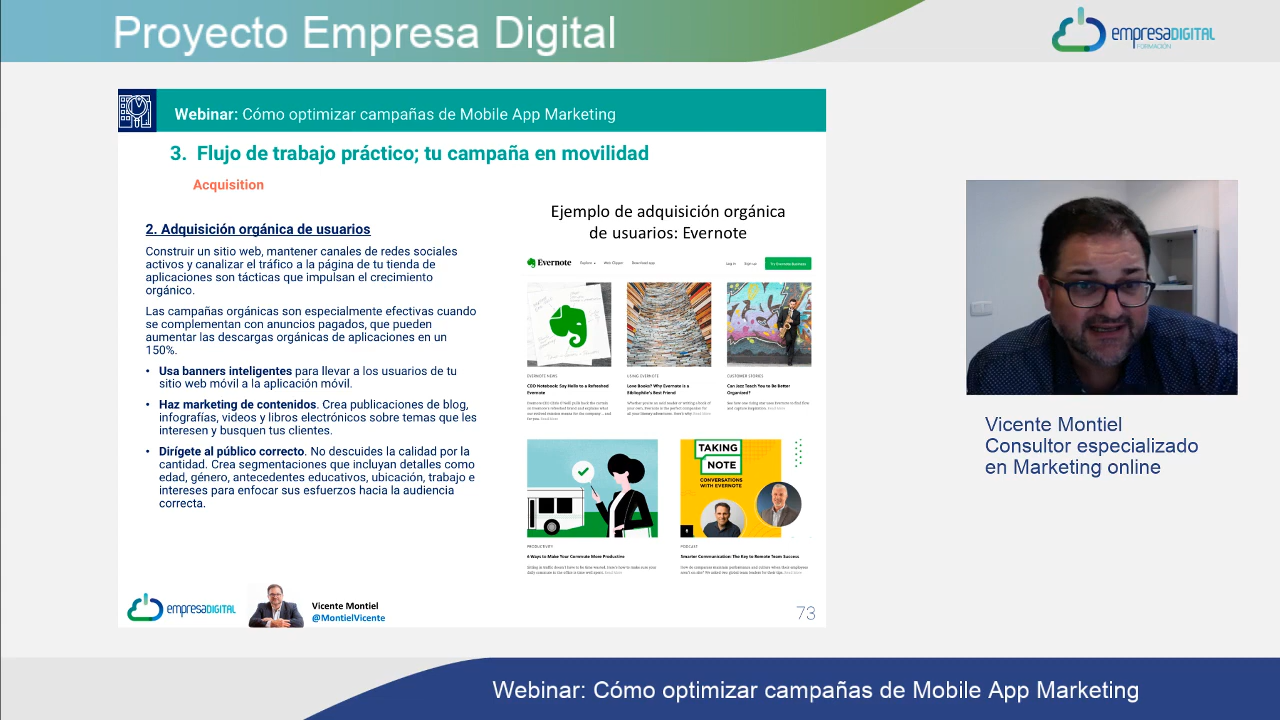 Proyecto Empresa Digital
empresaDIGITAL
FORMACIÓN
Webinar: Cómo optimizar campañas de Mobile App Marketing
3. Flujo de trabajo práctico; tu campaña en movilidad
Acquisition
2. Adquisición orgánica de usuarios
Construir un sitio web, mantener canales de redes sociales
activos y canalizar el tráfico a la página de tu tienda de
aplicaciones son tácticas que impulsan el crecimiento
orgánico.
Las campañas orgánicas son especialmente efectivas cuando
se complementan con anuncios pagados, que pueden
aumentar las descargas orgánicas de aplicaciones en un
150%.
• Usa banners inteligentes para llevar a los usuarios de tu
sitio web móvil a la aplicación móvil.
• Haz marketing de contenidos. Crea publicaciones de blog,
infografías, videos y libros electrónicos sobre temas que les
interesen y busquen tus clientes.
• Dirígete al público correcto. No descuides la calidad por la
cantidad. Crea segmentaciones que incluyan detalles como
edad, género, antecedentes educativos, ubicación, trabajo e
intereses para enfocar sus esfuerzos hacia la audiencia
correcta.
Ejemplo de adquisición orgánica
de usuarios: Evernote
Evernote
Explore
Web Clipper
Download app
Log in
Sign up
Try Evernote Business
EVERNOTE NEWS
CEO Notebook: Say Hello to a Refreshed
Evernote
USING EVERNOTE
Love Books? Why Evernote is a
Bibliophile's Best Friend
CUSTOMER STORIES
Can Jazz Teach You to Be Better
Organized?
TAKING
NOTE
CONVERSATIONS
WITH EVERNOTE
PRODUCTIVITY
6 Ways to Make Your Commute More Productive
PODCAST
Smarter Communication: The Key to Remote Team Success
empresaDIGITAL
Vicente Montiel
@MontielVicente
73
Vicente Montiel
Consultor especializado
en Marketing online
Webinar: Cómo optimizar campañas de Mobile App Marketing